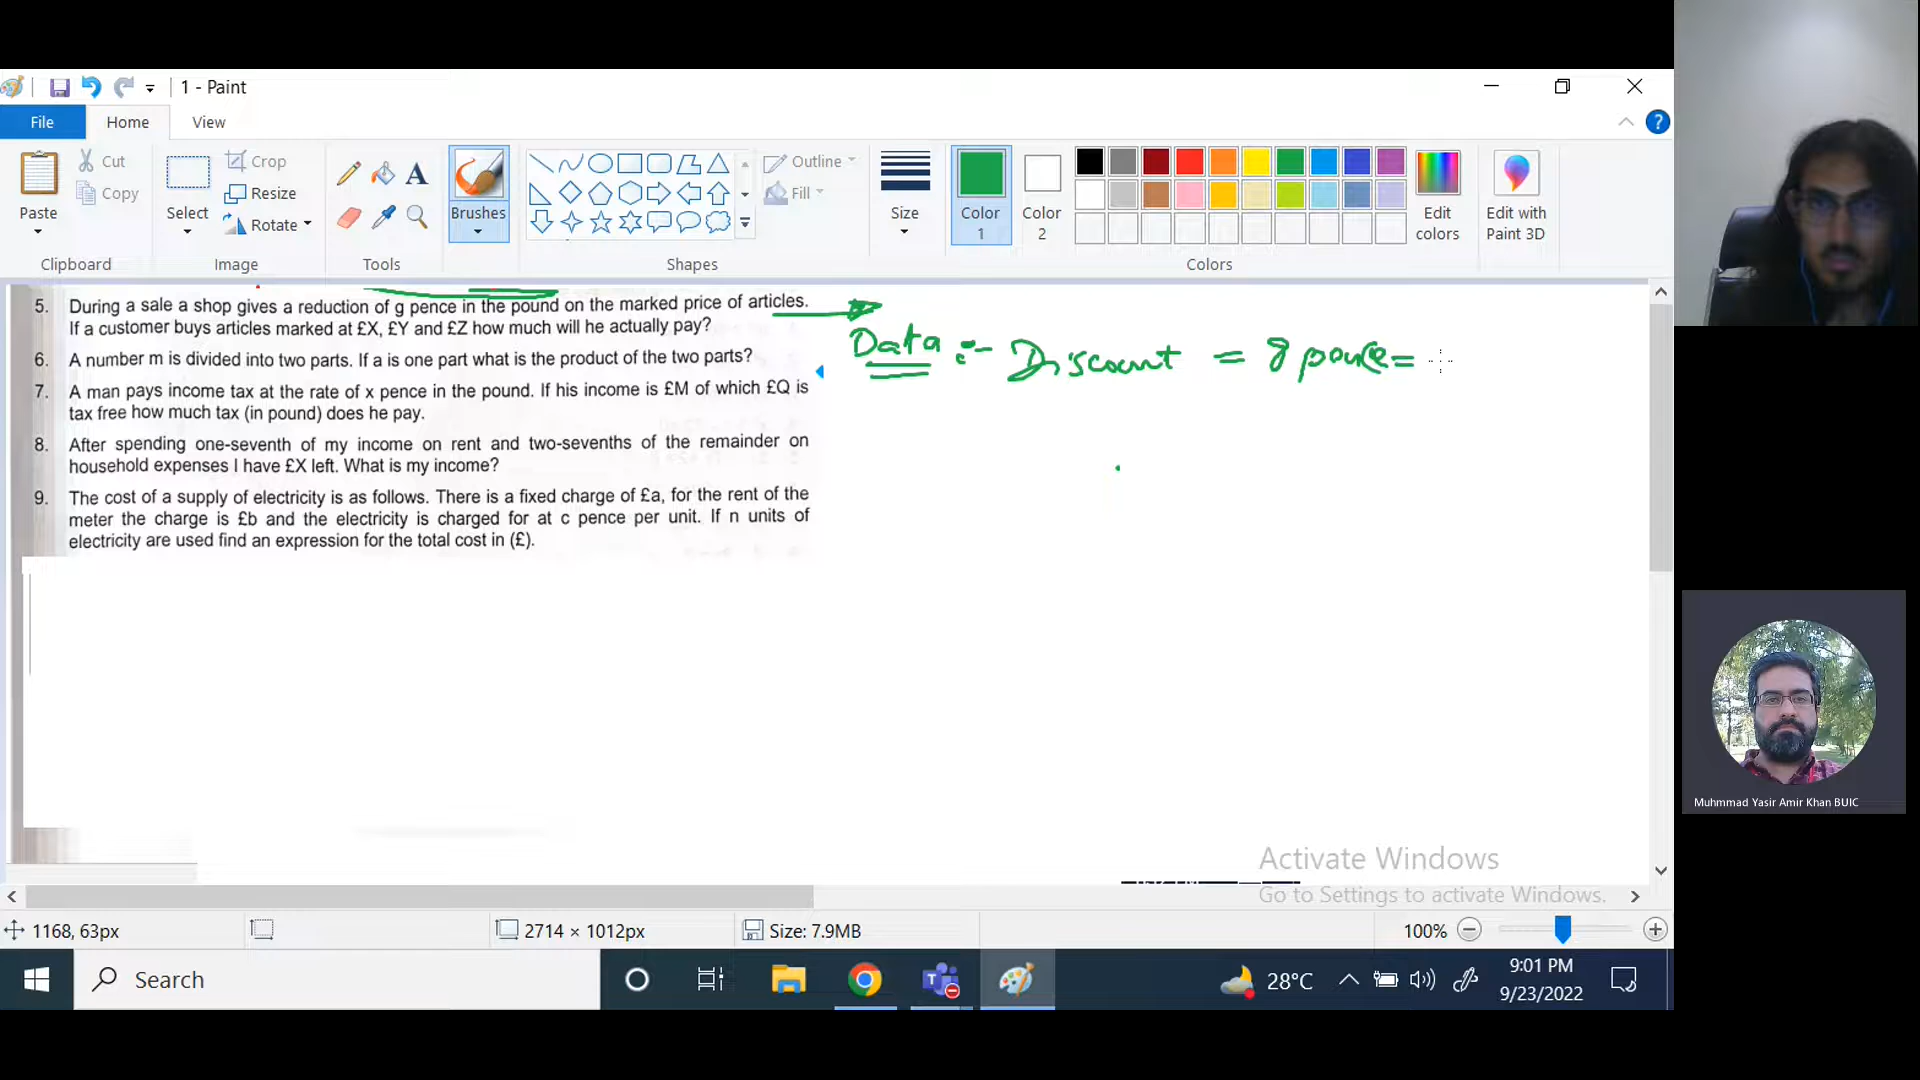 1 - Paint
File Home View
Cut
Copy
Paste
Clipboard
Select
Crop
Resize
Rotate
Image
Tools
Brushes
Outline
Fill
Shapes
Size
Color 1
Color 2
Edit colors
Edit with Paint 3D
Colors
5. During a sale a shop gives a reduction of g pence in the pound on the marked price of articles.
If a customer buys articles marked at £X, £Y and £Z how much will he actually pay?
6. A number m is divided into two parts. If a is one part what is the product of the two parts?
7. A man pays income tax at the rate of x pence in the pound. If his income is £M of which £Q is
tax free how much tax (in pound) does he pay.
8. After spending one-seventh of my income on rent and two-sevenths of the remainder on
household expenses I have £X left. What is my income?
9. The cost of a supply of electricity is as follows. There is a fixed charge of £a, for the rent of the
meter the charge is £b and the electricity is charged for at c pence per unit. If n units of
electricity are used find an expression for the total cost in (£).
Data :- Discount = g pence =
Muhmmad Yasir Amir Khan BUIC
Activate Windows
Go to Settings to activate Windows.
1168, 63px
2714 × 1012px
Size: 7.9MB
100%
Search
28°C
9:01 PM
9/23/2022